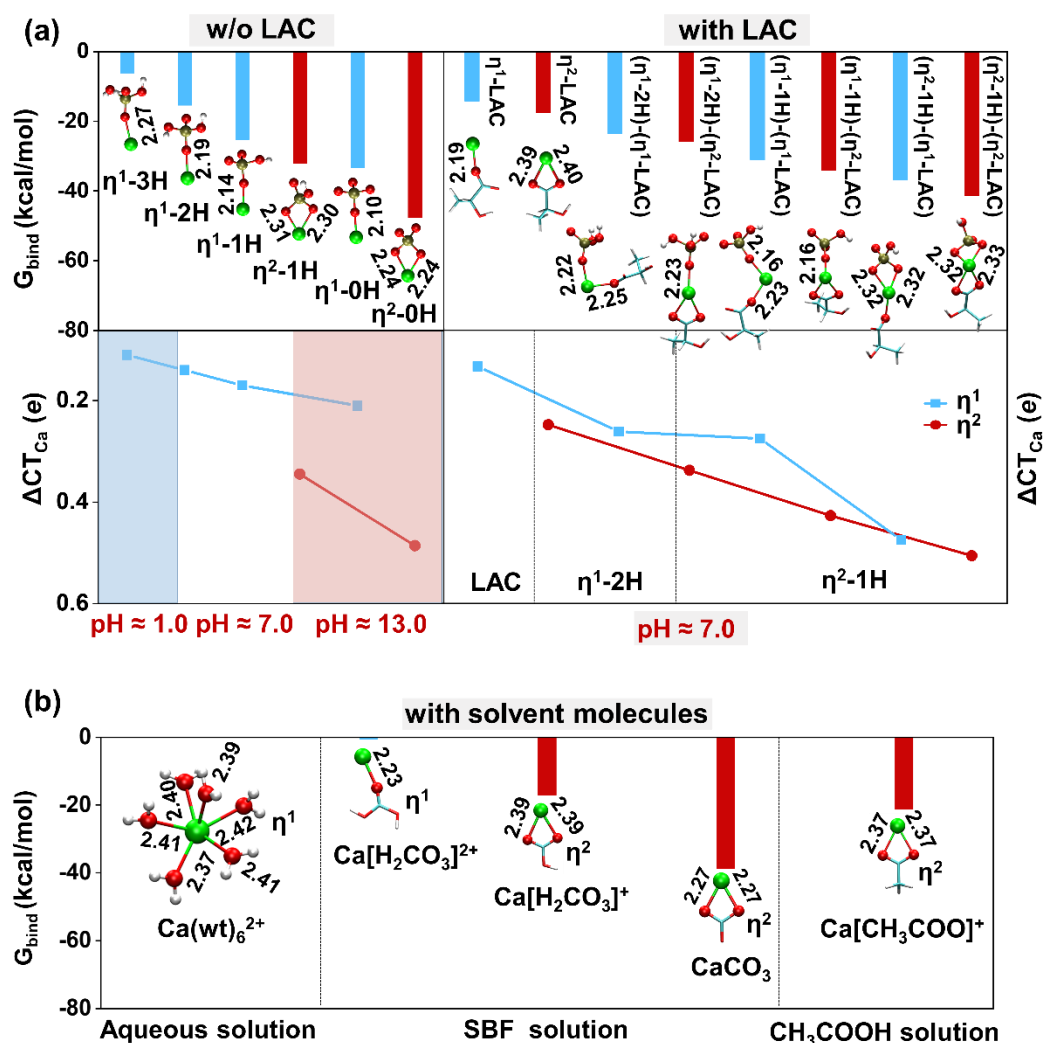 (a)
w/o LAC
with LAC
0
-20
-40
-60
-80
G_bind (kcal/mol)
2.27
η¹-3H
2.19
η¹-2H
2.14
η¹-1H
2.31
2.30
η²-1H
2.10
η¹-0H
2.24
2.24
η²-0H
η¹-LAC
η²-LAC
(η¹-2H)-(η¹-LAC)
(η¹-2H)-(η²-LAC)
(η¹-1H)-(η¹-LAC)
(η¹-1H)-(η²-LAC)
(η²-1H)-(η¹-LAC)
(η²-1H)-(η²-LAC)
2.19
2.39
2.40
2.22
2.25
2.23
2.16
2.23
2.16
2.32
2.32
2.32
2.33
0.2
0.4
0.6
ΔCT_Ca (e)
ΔCT_Ca (e)
η¹
η²
LAC
η¹-2H
η²-1H
pH ≈ 1.0
pH ≈ 7.0
pH ≈ 13.0
pH ≈ 7.0
(b)
with solvent molecules
0
-20
-40
-60
-80
G_bind (kcal/mol)
2.39
2.40
2.42
η¹
2.41
2.37
2.41
Ca(wt)₆²⁺
2.23
η¹
Ca[H₂CO₃]²⁺
2.39
2.39
η²
Ca[H₂CO₃]⁺
2.27
2.27
η²
CaCO₃
2.37
2.37
η²
Ca[CH₃COO]⁺
Aqueous solution
SBF solution
CH₃COOH solution